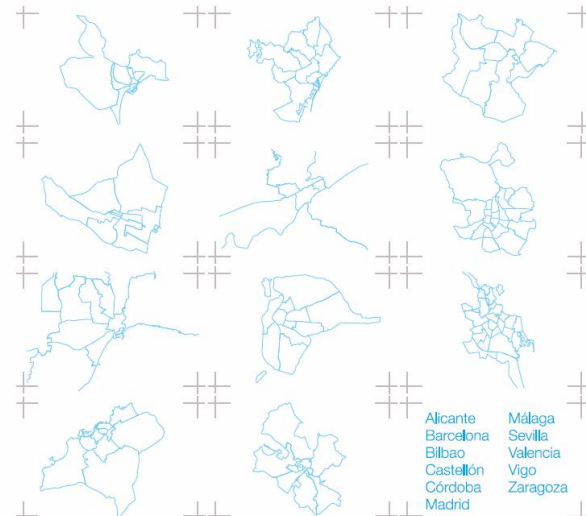 Alicante
Barcelona
Bilbao
Castellón
Córdoba
Madrid
Málaga
Sevilla
Valencia
Vigo
Zaragoza